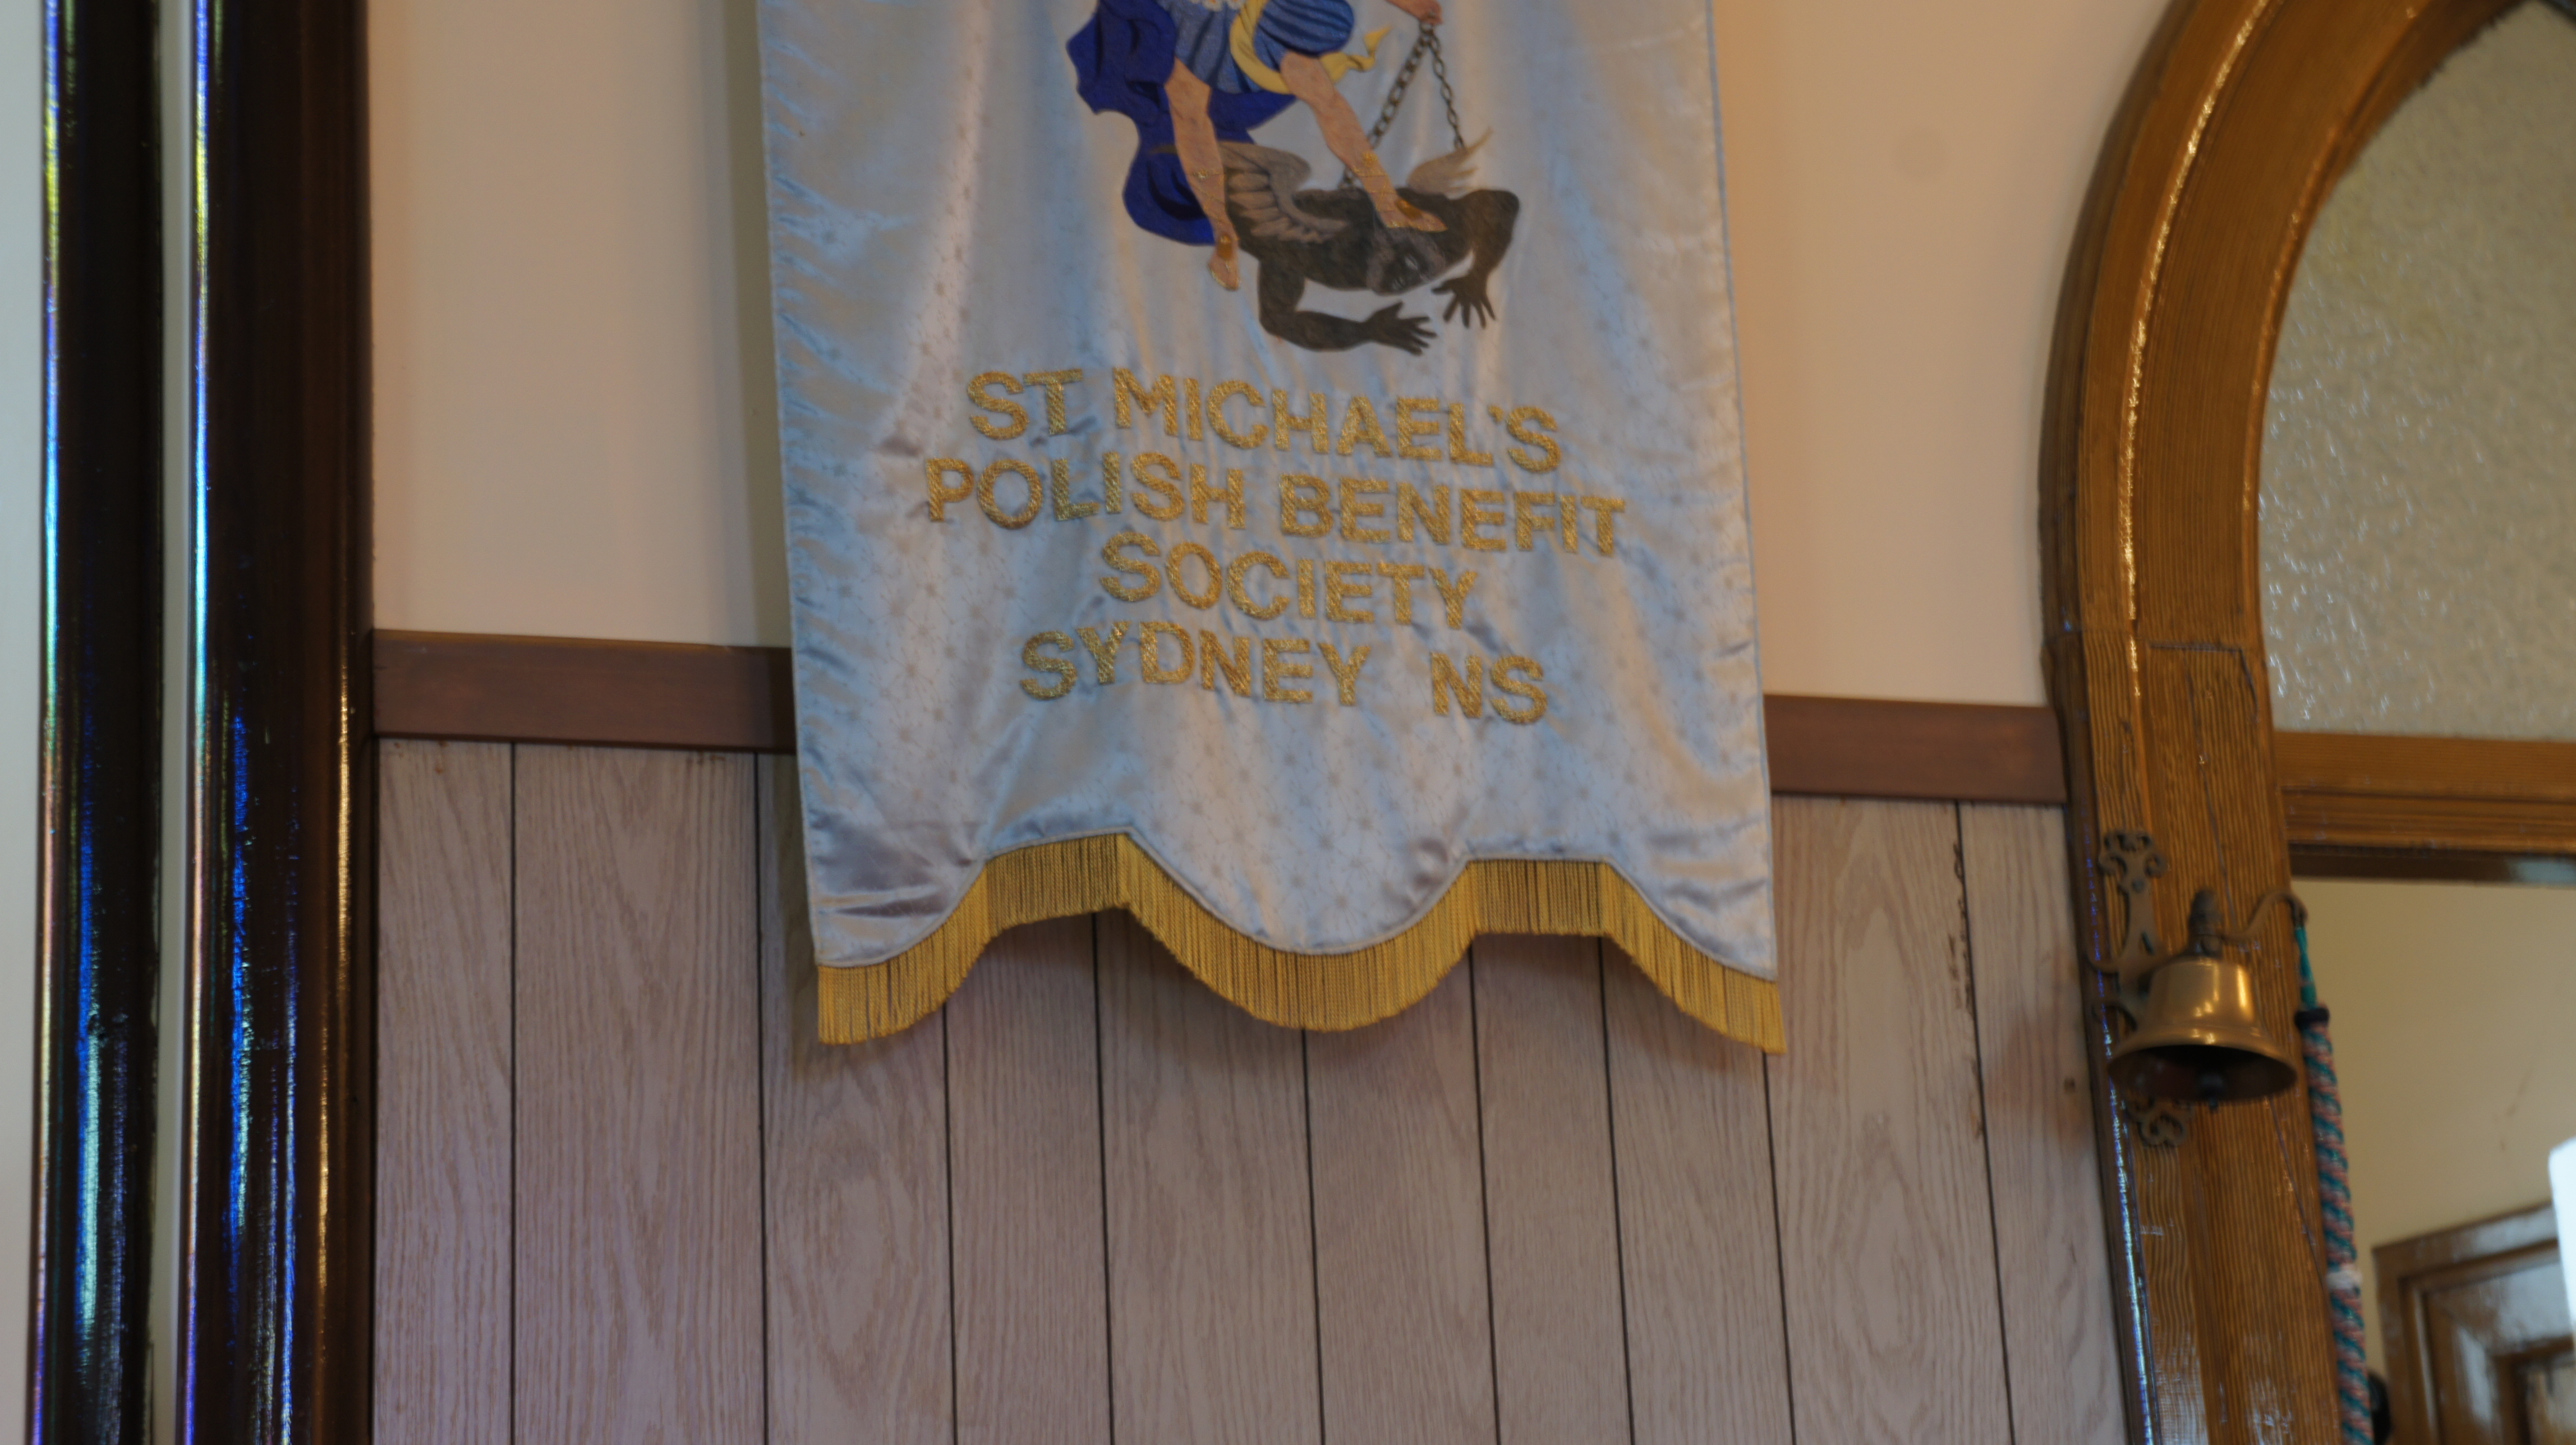 ST MICHAEL'S
POLISH BENEFIT
SOCIETY
SYDNEY NS